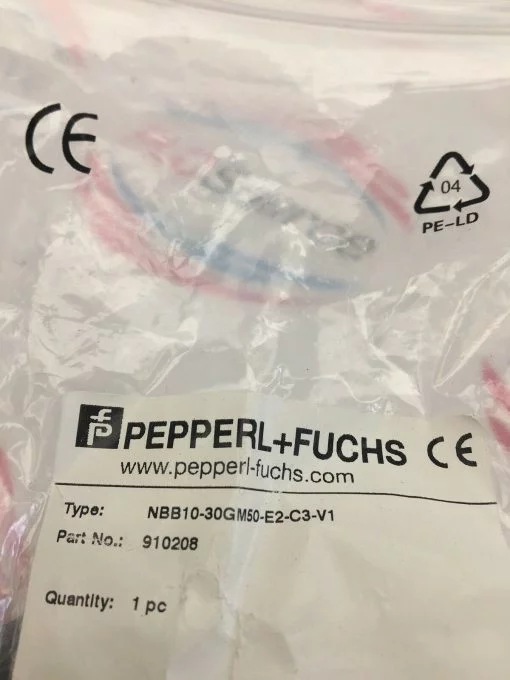 CE
04
PE-LD
PEPPERL+FUCHS CE
www.pepperl-fuchs.com
Type: NBB10-30GM50-E2-C3-V1
Part No.: 910208
Quantity: 1 pc